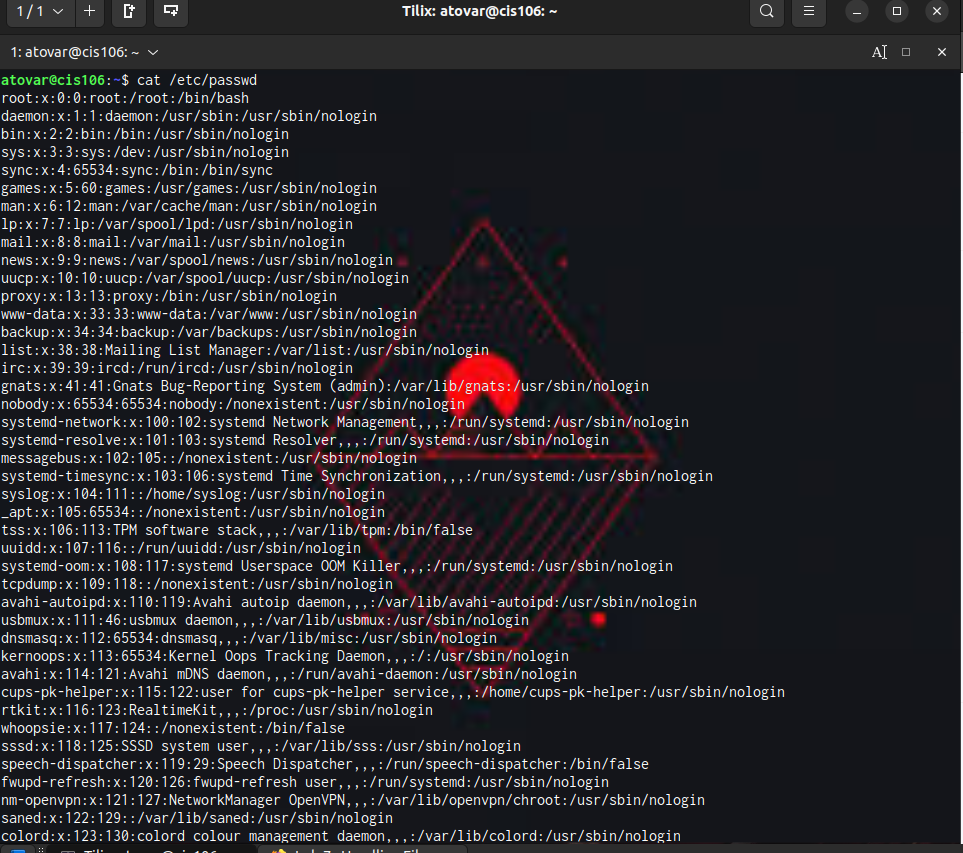 1 / 1
Tilix: atovar@cis106: ~
1: atovar@cis106: ~
atovar@cis106:~$ cat /etc/passwd
root:x:0:0:root:/root:/bin/bash
daemon:x:1:1:daemon:/usr/sbin:/usr/sbin/nologin
bin:x:2:2:bin:/bin:/usr/sbin/nologin
sys:x:3:3:sys:/dev:/usr/sbin/nologin
sync:x:4:65534:sync:/bin:/bin/sync
games:x:5:60:games:/usr/games:/usr/sbin/nologin
man:x:6:12:man:/var/cache/man:/usr/sbin/nologin
lp:x:7:7:lp:/var/spool/lpd:/usr/sbin/nologin
mail:x:8:8:mail:/var/mail:/usr/sbin/nologin
news:x:9:9:news:/var/spool/news:/usr/sbin/nologin
uucp:x:10:10:uucp:/var/spool/uucp:/usr/sbin/nologin
proxy:x:13:13:proxy:/bin:/usr/sbin/nologin
www-data:x:33:33:www-data:/var/www:/usr/sbin/nologin
backup:x:34:34:backup:/var/backups:/usr/sbin/nologin
list:x:38:38:Mailing List Manager:/var/list:/usr/sbin/nologin
irc:x:39:39:ircd:/run/ircd:/usr/sbin/nologin
gnats:x:41:41:Gnats Bug-Reporting System (admin):/var/lib/gnats:/usr/sbin/nologin
nobody:x:65534:65534:nobody:/nonexistent:/usr/sbin/nologin
systemd-network:x:100:102:systemd Network Management,,,:/run/systemd:/usr/sbin/nologin
systemd-resolve:x:101:103:systemd Resolver,,,:/run/systemd:/usr/sbin/nologin
messagebus:x:102:105::/nonexistent:/usr/sbin/nologin
systemd-timesync:x:103:106:systemd Time Synchronization,,,:/run/systemd:/usr/sbin/nologin
syslog:x:104:111::/home/syslog:/usr/sbin/nologin
_apt:x:105:65534::/nonexistent:/usr/sbin/nologin
tss:x:106:113:TPM software stack,,,:/var/lib/tpm:/bin/false
uuidd:x:107:116::/run/uuidd:/usr/sbin/nologin
systemd-oom:x:108:117:systemd Userspace OOM Killer,,,:/run/systemd:/usr/sbin/nologin
tcpdump:x:109:118::/nonexistent:/usr/sbin/nologin
avahi-autoipd:x:110:119:Avahi autoip daemon,,,:/var/lib/avahi-autoipd:/usr/sbin/nologin
usbmux:x:111:46:usbmux daemon,,,:/var/lib/usbmux:/usr/sbin/nologin
dnsmasq:x:112:65534:dnsmasq,,,:/var/lib/misc:/usr/sbin/nologin
kernoops:x:113:65534:Kernel Oops Tracking Daemon,,,:/:/usr/sbin/nologin
avahi:x:114:121:Avahi mDNS daemon,,,:/run/avahi-daemon:/usr/sbin/nologin
cups-pk-helper:x:115:122:user for cups-pk-helper service,,,:/home/cups-pk-helper:/usr/sbin/nologin
rtkit:x:116:123:RealtimeKit,,,:/proc:/usr/sbin/nologin
whoopsie:x:117:124::/nonexistent:/bin/false
sssd:x:118:125:SSSD system user,,,:/var/lib/sss:/usr/sbin/nologin
speech-dispatcher:x:119:29:Speech Dispatcher,,,:/run/speech-dispatcher:/bin/false
fwupd-refresh:x:120:126:fwupd-refresh user,,,:/run/systemd:/usr/sbin/nologin
nm-openvpn:x:121:127:NetworkManager OpenVPN,,,:/var/lib/openvpn/chroot:/usr/sbin/nologin
saned:x:122:129::/var/lib/saned:/usr/sbin/nologin
colord:x:123:130:colord colour management daemon,,,:/var/lib/colord:/usr/sbin/nologin